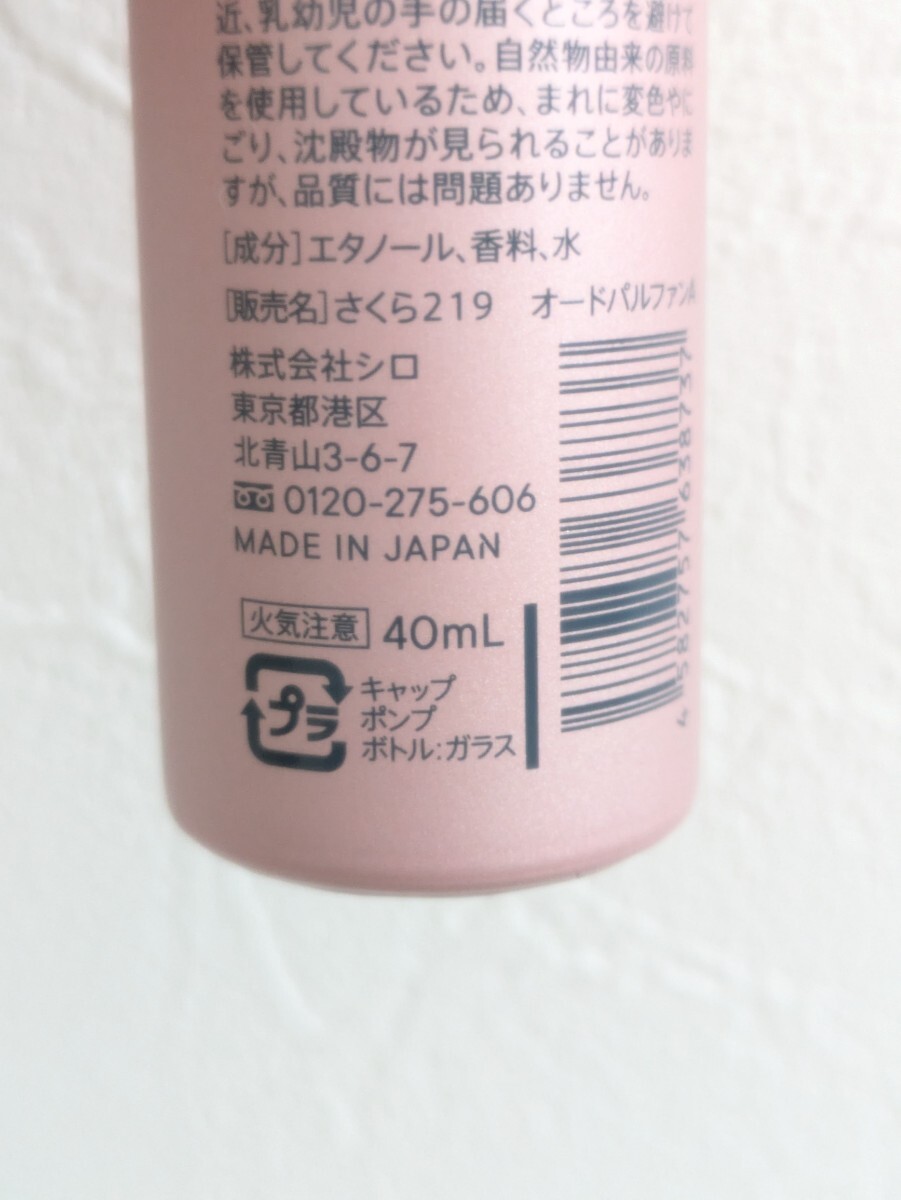 近、乳幼児の手の届くところを避けて
保管してください。自然物由来の原料
を使用しているため、まれに変色やに
ごり、沈殿物が見られることがありま
すが、品質には問題ありません。
[成分]エタノール、香料、水
[販売名]さくら219 オードパルファンA
株式会社シロ
東京都港区
北青山3-6-7
0120-275-606
MADE IN JAPAN
火気注意 40mL
プラ
キャップ
ポンプ
ボトル:ガラス
4582757638737